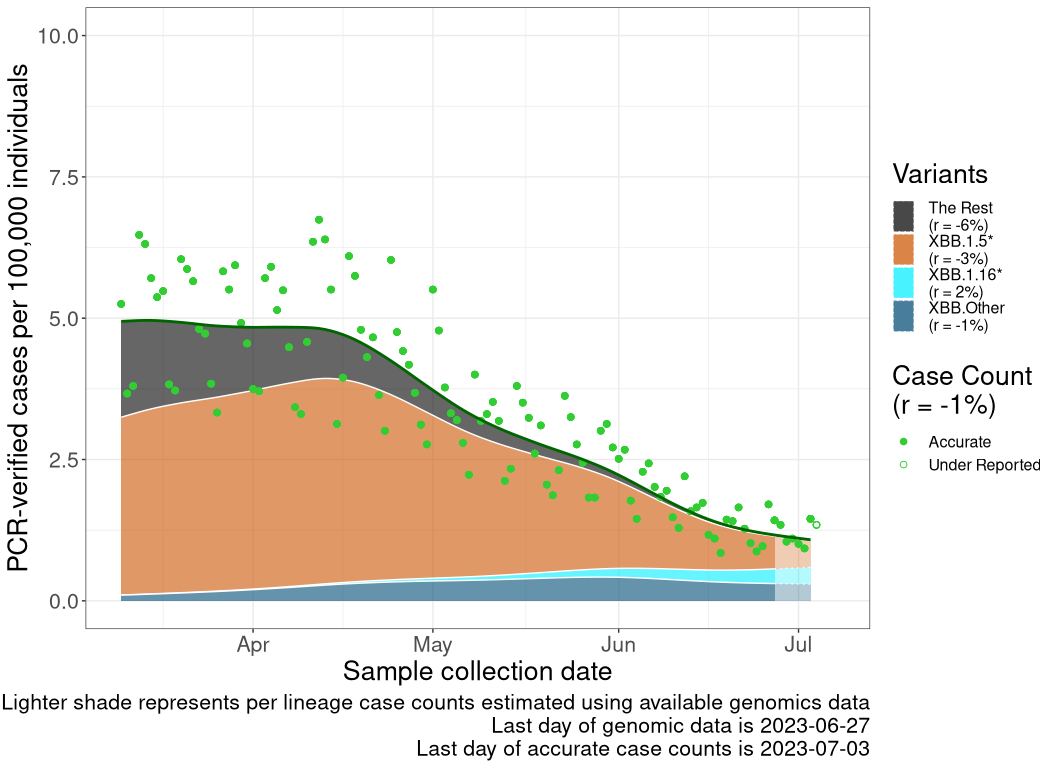 PCR-verified cases per 100,000 individuals
10.0
7.5
5.0
2.5
0.0
Apr
May
Jun
Jul
Sample collection date
Variants
The Rest
(r = -6%)
XBB.1.5*
(r = -3%)
XBB.1.16*
(r = 2%)
XBB.Other
(r = -1%)
Case Count
(r = -1%)
Accurate
Under Reported
Lighter shade represents per lineage case counts estimated using available genomics data
Last day of genomic data is 2023-06-27
Last day of accurate case counts is 2023-07-03